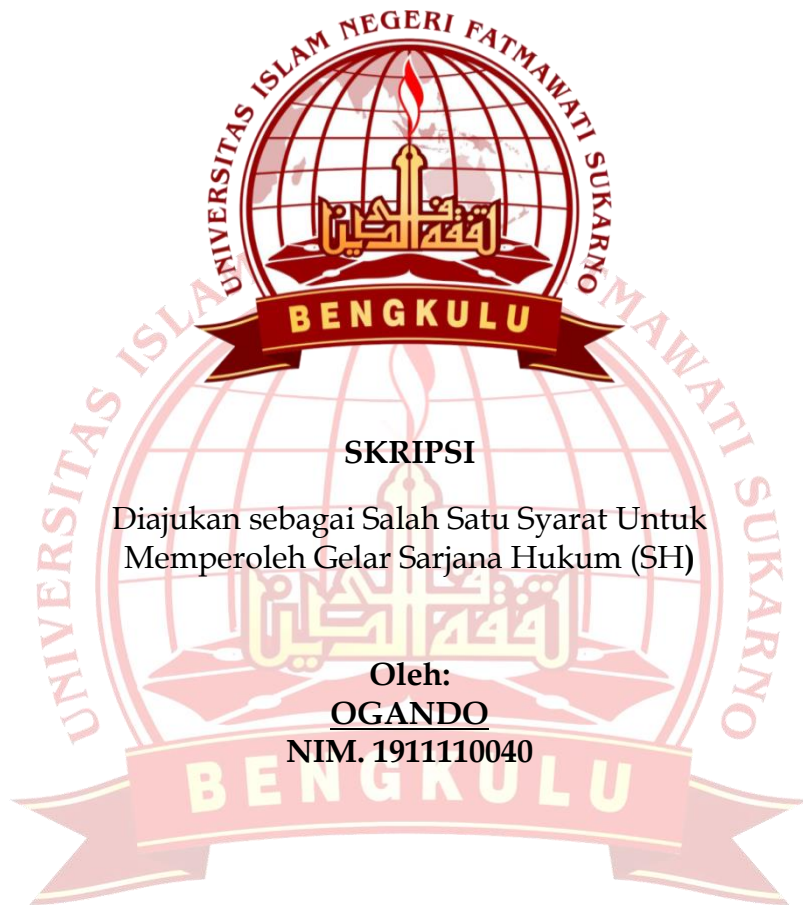 UNIVERSITAS ISLAM NEGERI FATMAWATI SUKARNO
BENGKULU
SKRIPSI
Diajukan sebagai Salah Satu Syarat Untuk
Memperoleh Gelar Sarjana Hukum (SH)
Oleh:
OGANDO
NIM. 1911110040
BENGKULU